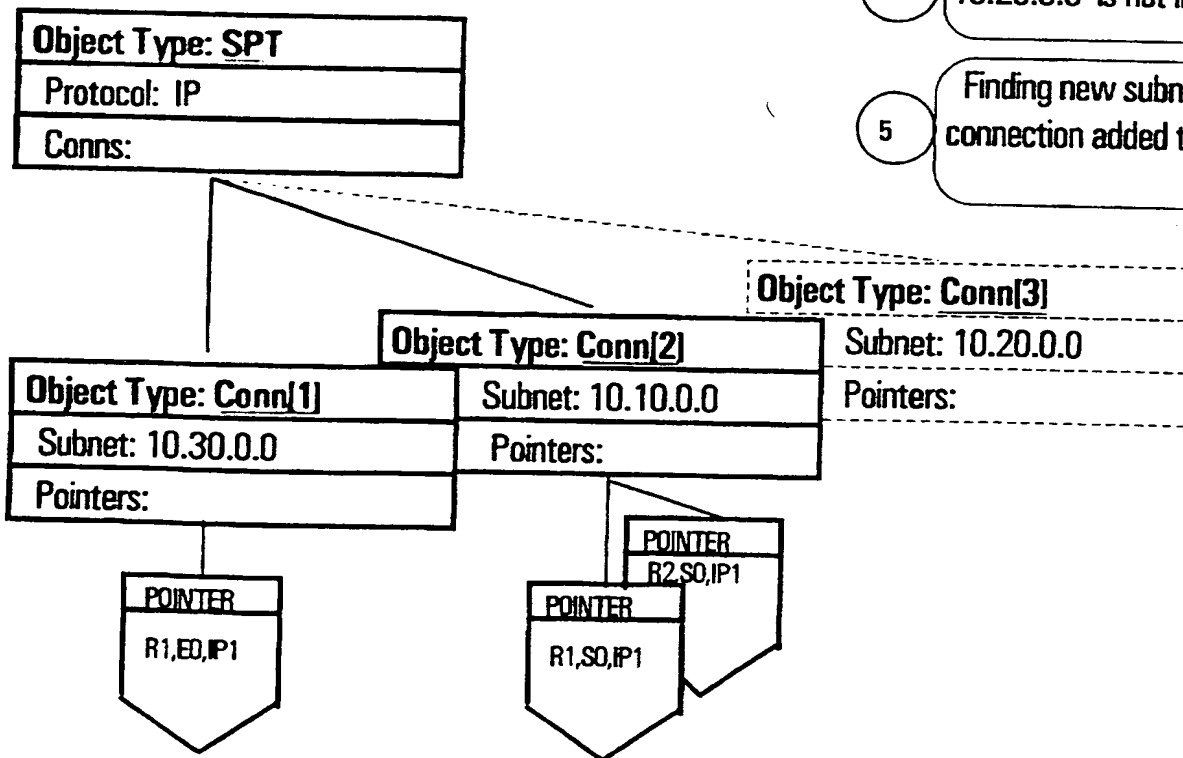 is not
5
Finding new subn
connection added t
Object Type: SPT
Protocol: IP
Conns:
Object Type: Conn[3]
Subnet: 10.20.0.0
Pointers:
Object Type: Conn[2]
Subnet: 10.10.0.0
Pointers:
Object Type: Conn[1]
Subnet: 10.30.0.0
Pointers:
POINTER
R1,E0,IP1
POINTER
R1,S0,IP1
POINTER
R2,S0,IP1